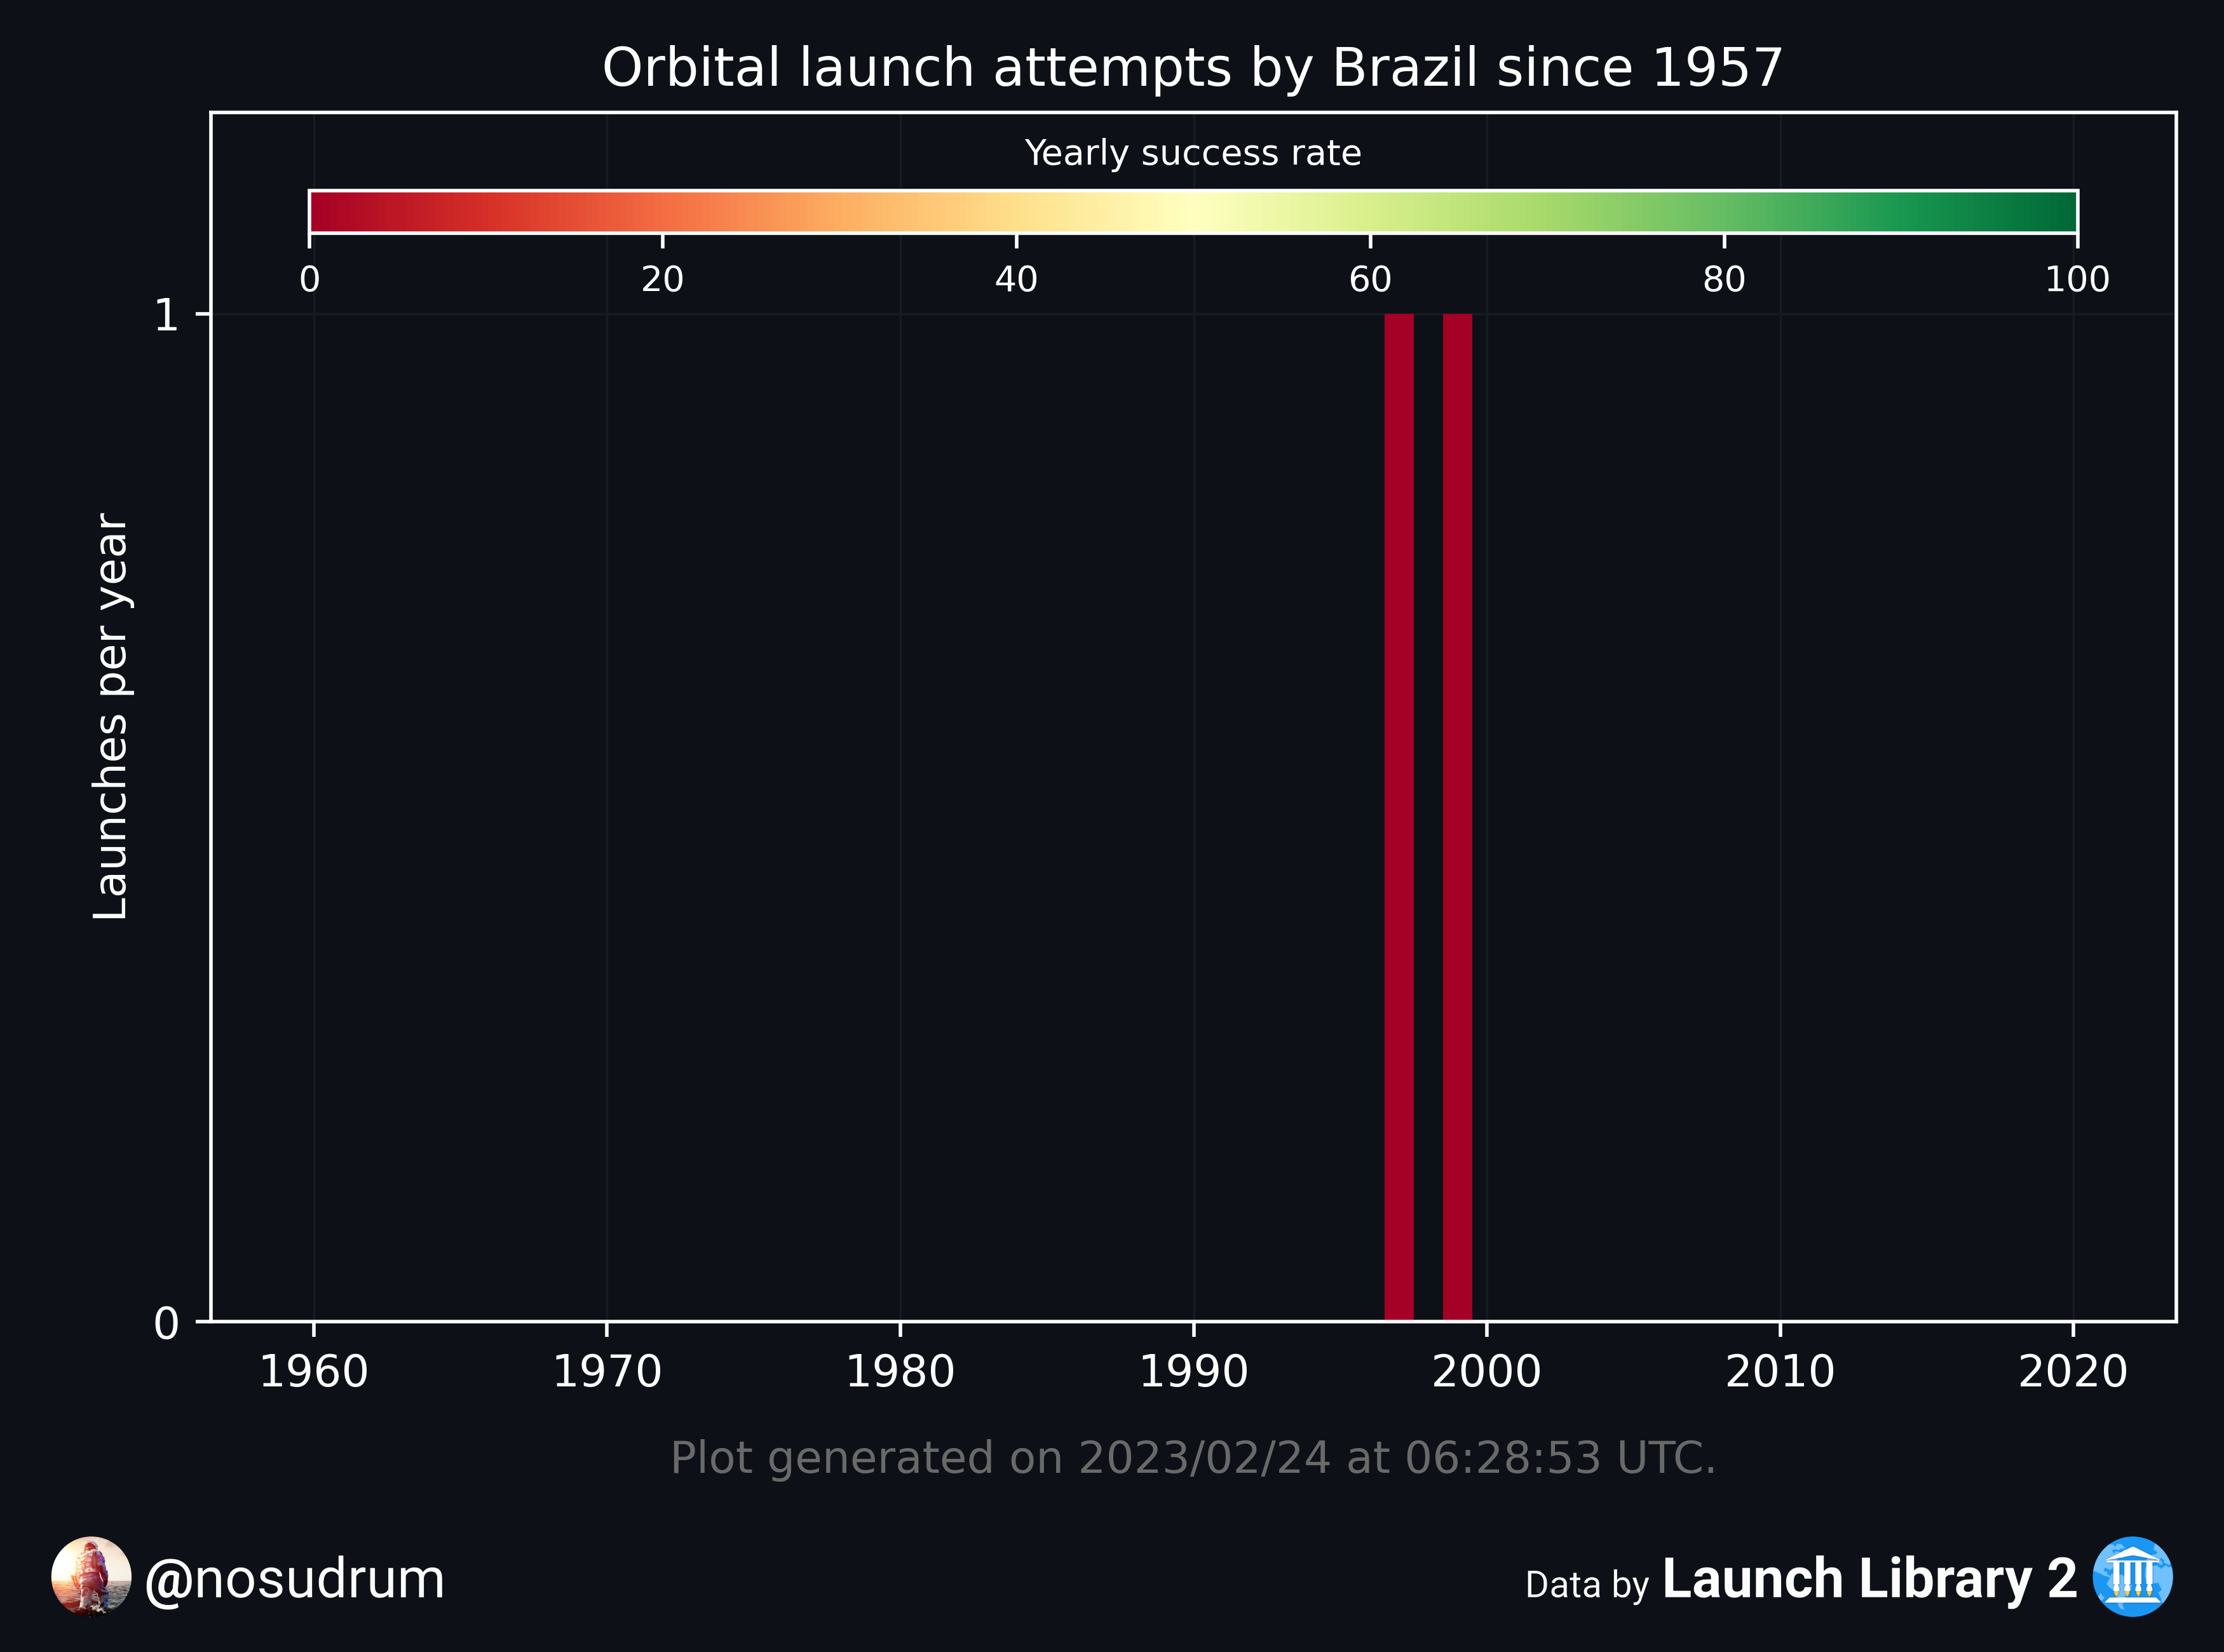 Orbital launch attempts by Brazil since 1957
Yearly success rate
0 20 40 60 80 100
1
Launches per year
0
1960 1970 1980 1990 2000 2010 2020
Plot generated on 2023/02/24 at 06:28:53 UTC.
@nosudrum
Data by Launch Library 2